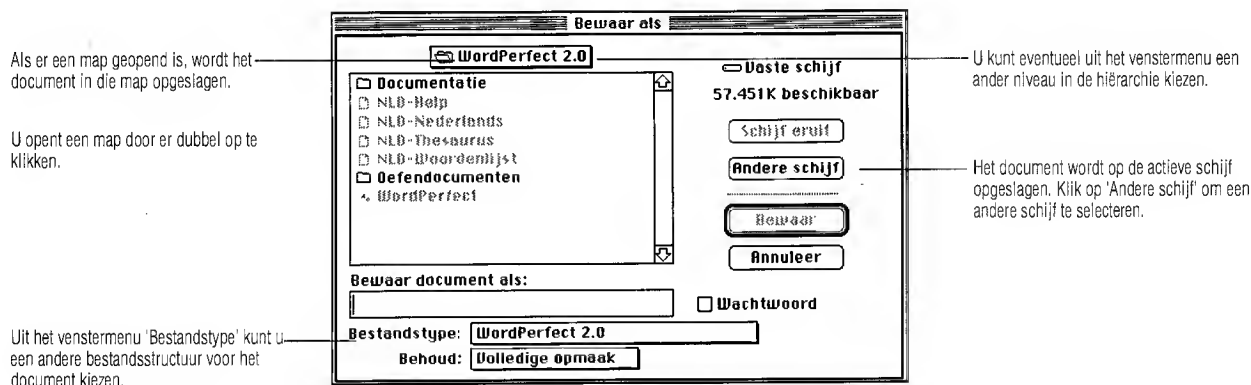 Als er een map geopend is, wordt het
document in die map opgeslagen.
U opent een map door er dubbel op te
klikken.
Uit het venstermenu 'Bestandstype' kunt u
een andere bestandsstructuur voor het
document kiezen.
Bewaar als
WordPerfect 2.0
Documentatie
NLD-Help
NLD-Nederlands
NLD-Thesaurus
NLD-Woordenlijst
Oefendocumenten
WordPerfect
Vaste schijf
57.451K beschikbaar
Schijf eruit
Andere schijf
Bewaar
Annuleer
Bewaar document als:
Wachtwoord
Bestandstype: WordPerfect 2.0
Behoud: Volledige opmaak
U kunt eventueel uit het venstermenu een
ander niveau in de hiërarchie kiezen.
Het document wordt op de actieve schijf
opgeslagen. Klik op 'Andere schijf' om een
andere schijf te selecteren.